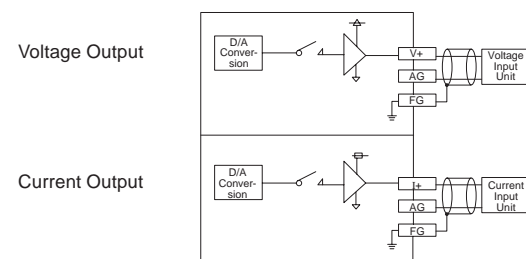 Voltage Output
D/A
Conver-
sion
V+
AG
FG
Voltage
Input
Unit
Current Output
D/A
Conver-
sion
I+
AG
FG
Current
Input
Unit